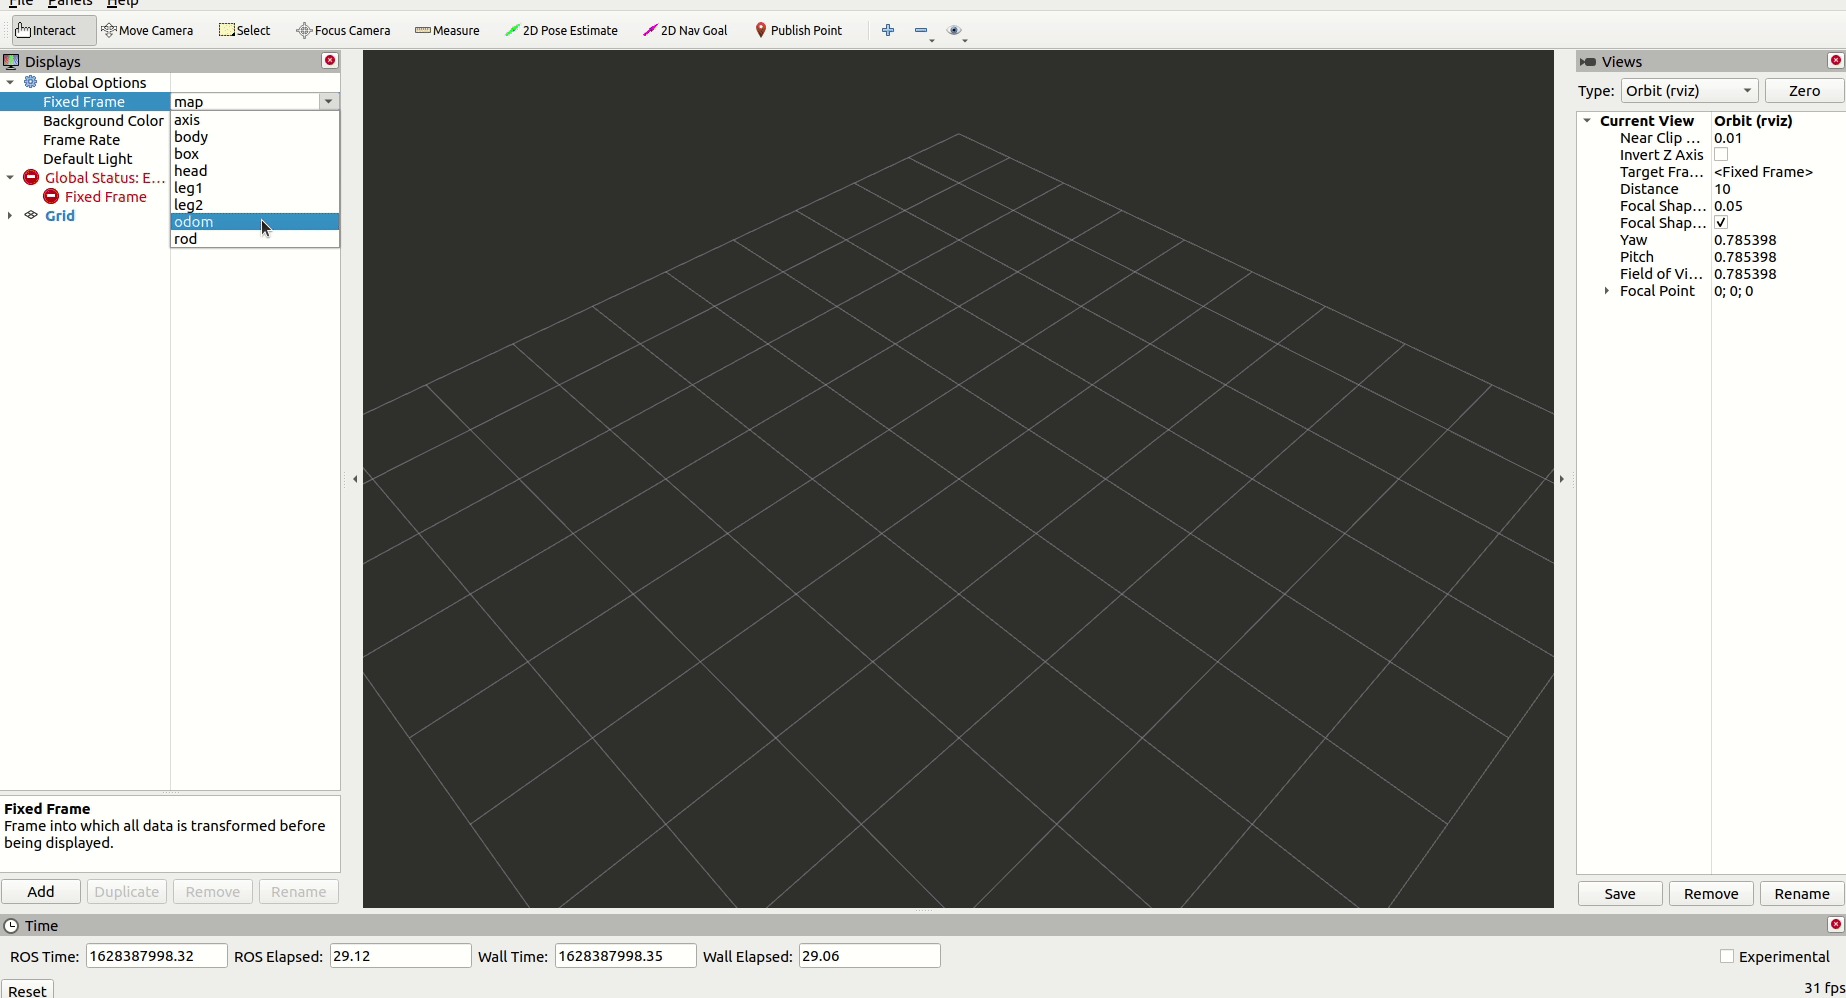 File Panels Help
Interact Move Camera Select Focus Camera Measure 2D Pose Estimate 2D Nav Goal Publish Point
Displays
Global Options
Fixed Frame map
Background Color
Frame Rate
Default Light
Global Status: E...
Fixed Frame
Grid
axis
body
box
head
leg1
leg2
odom
rod
Fixed Frame
Frame into which all data is transformed before
being displayed.
Add Duplicate Remove Rename
Views
Type: Orbit (rviz) Zero
Current View Orbit (rviz)
Near Clip ... 0.01
Invert Z Axis
Target Fra... <Fixed Frame>
Distance 10
Focal Shap... 0.05
Focal Shap...
Yaw 0.785398
Pitch 0.785398
Field of Vi... 0.785398
Focal Point 0; 0; 0
Save Remove Rename
Time
ROS Time: 1628387998.32 ROS Elapsed: 29.12 Wall Time: 1628387998.35 Wall Elapsed: 29.06 Experimental
Reset 31 fps